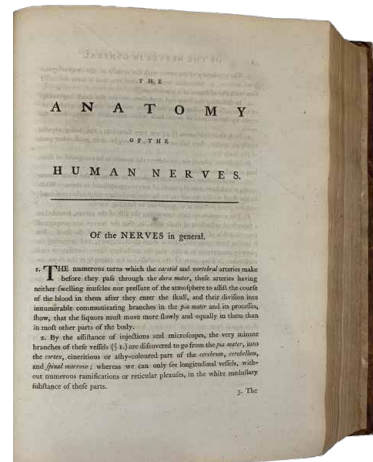 THE
ANATOMY
OF THE
HUMAN NERVES.
Of the NERVES in general.
1. THE numerous turns which the carotid and vertebral arteries make
before they paſs through the dura mater, theſe arteries having
neither ſwelling muſcles nor preſſure of the atmoſphere to aſſiſt the courſe
of the blood in them after they enter the ſkull, and their diviſion into
innumerable communicating branches in the pia mater and its proceſſes,
ſhow, that the liquors muſt move more ſlowly and equally in them than
in moſt other parts of the body.
2. By the aſſiſtance of injections and microſcopes, the very minute
branches of theſe veſſels (§ 1.) are diſcovered to go from the pia mater, into
the cortex, cineritious or aſhy-coloured part of the cerebrum, cerebellum,
and ſpinal marrow; whereas we can only ſee longitudinal veſſels, with-
out numerous ramifications or reticular plexuſes, in the white medullary
ſubſtance of theſe parts.
3. The